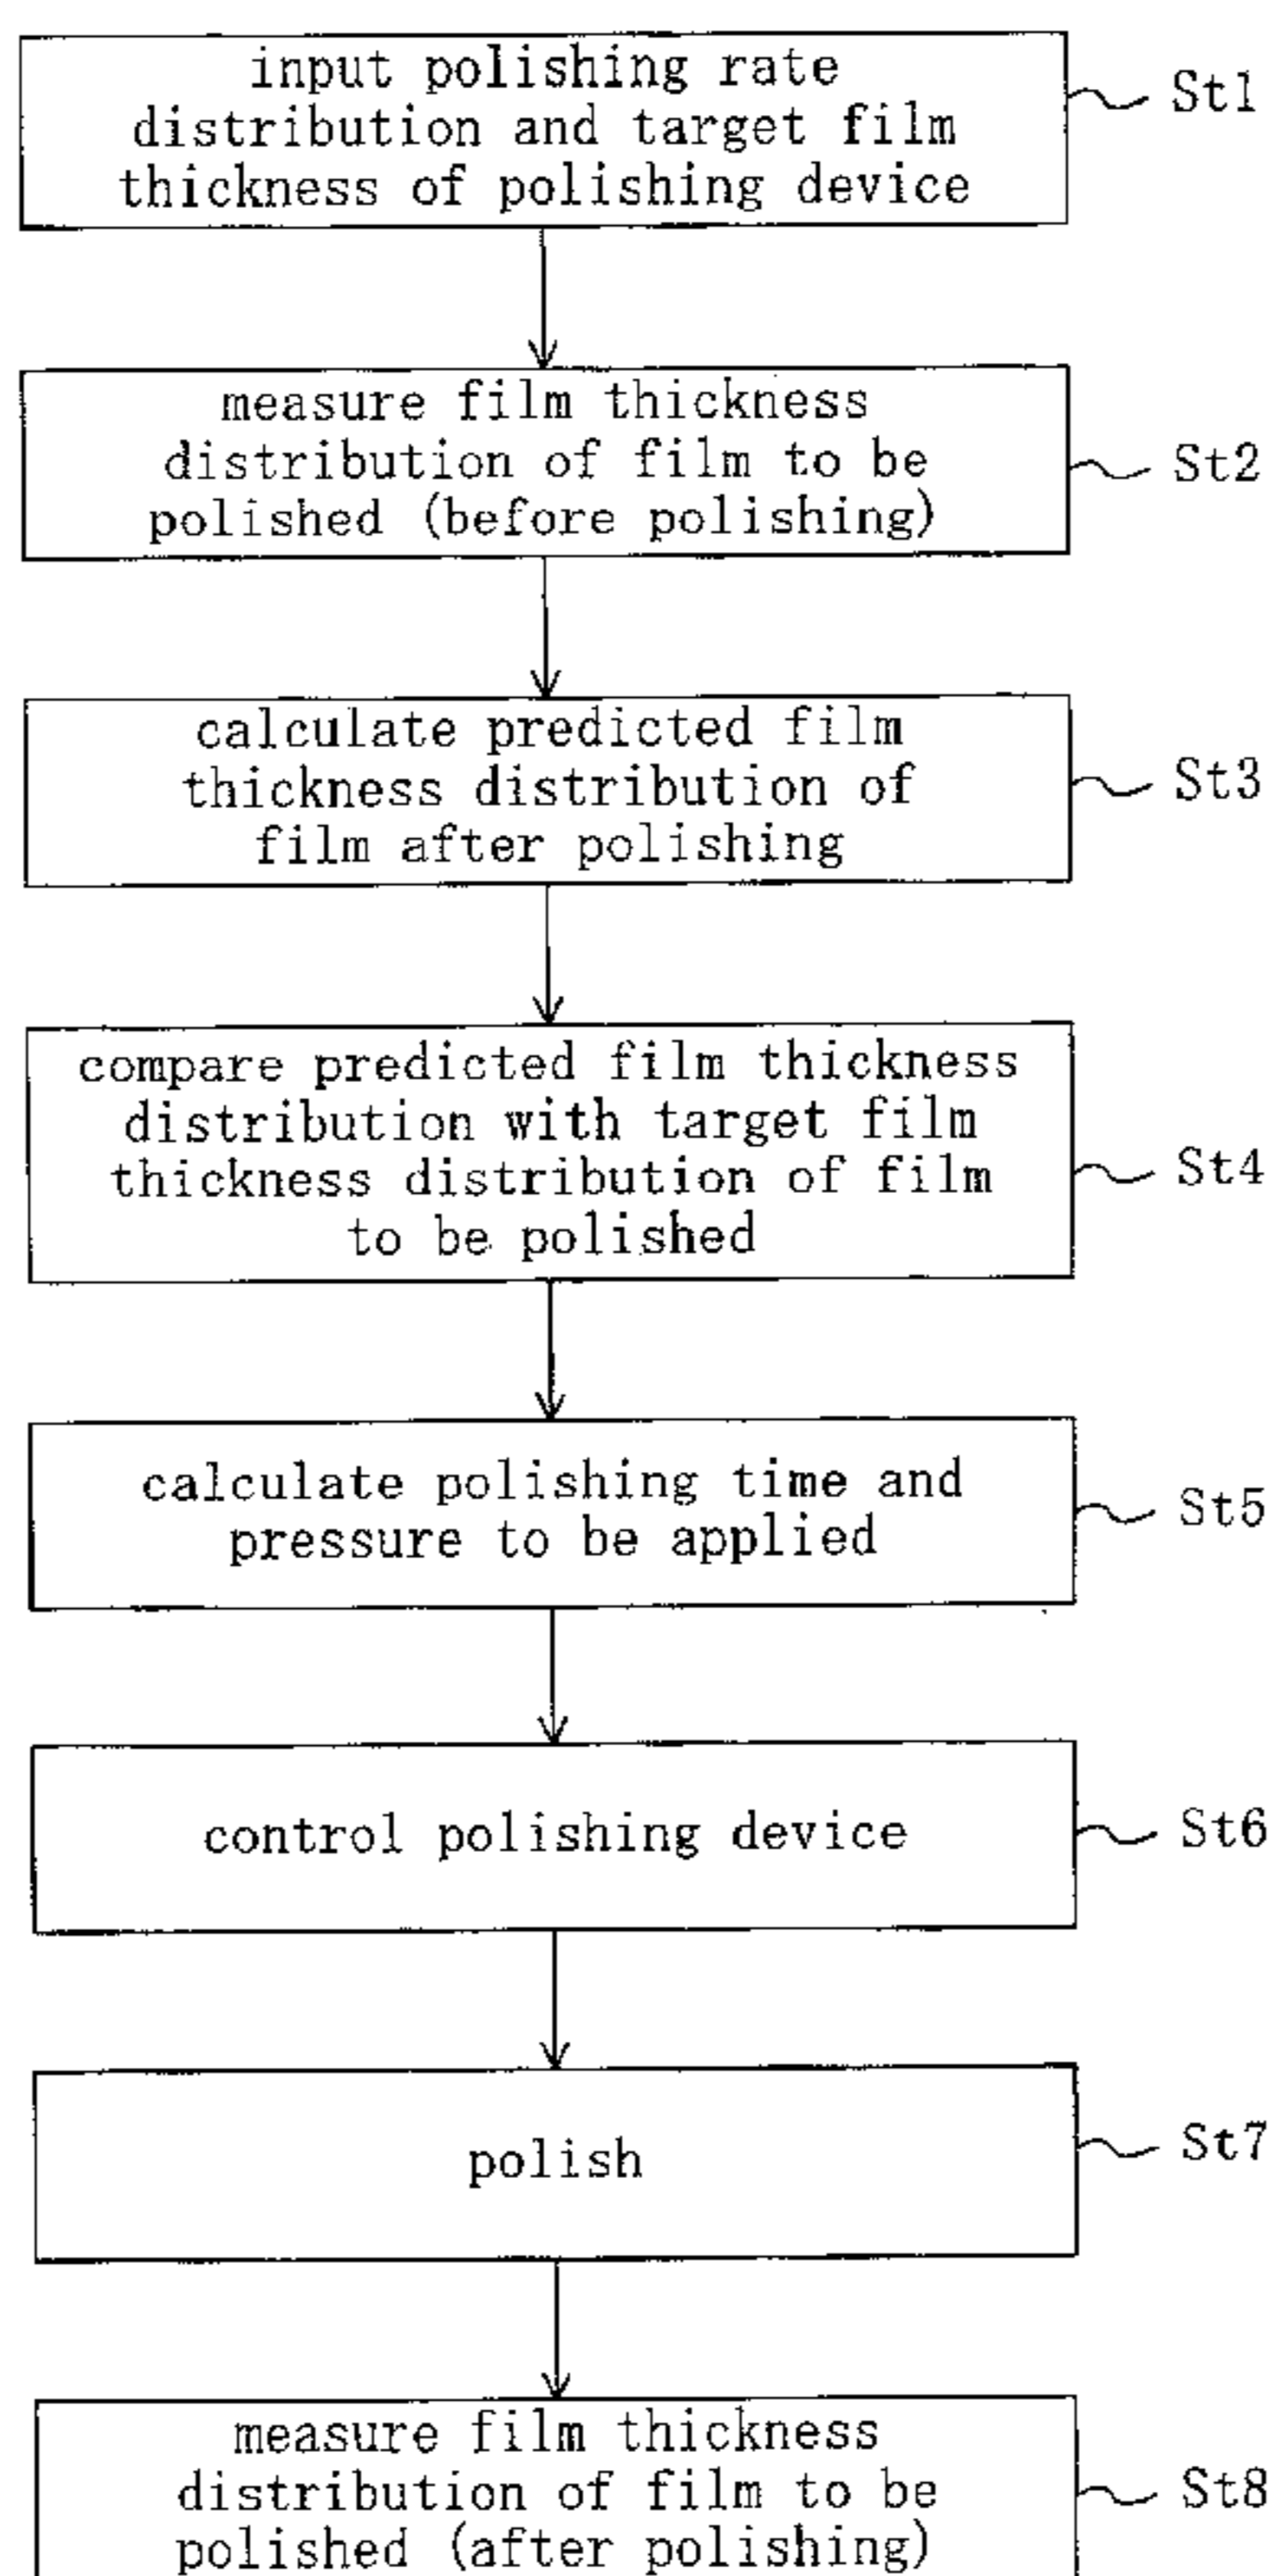 input polishing rate
distribution and target film
thickness of polishing device
St1
measure film thickness
distribution of film to be
polished (before polishing)
St2
calculate predicted film
thickness distribution of
film after polishing
St3
compare predicted film thickness
distribution with target film
thickness distribution of film
to be polished
St4
calculate polishing time and
pressure to be applied
St5
control polishing device
St6
polish
St7
measure film thickness
distribution of film to be
polished (after polishing)
St8